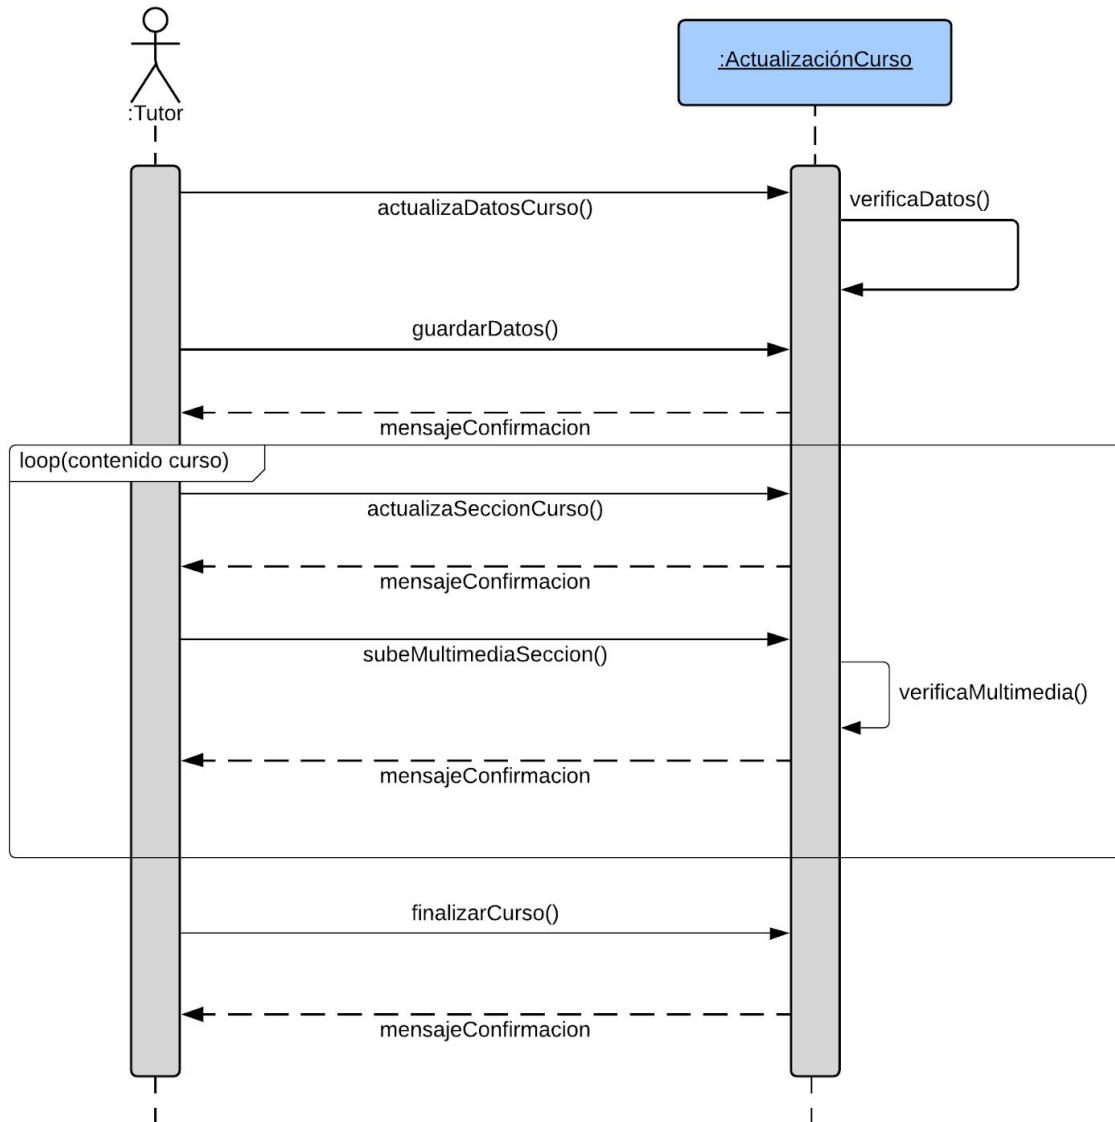 :Tutor
:ActualizaciónCurso
actualizaDatosCurso()
verificaDatos()
guardarDatos()
mensajeConfirmacion
loop(contenido curso)
actualizaSeccionCurso()
mensajeConfirmacion
subeMultimediaSeccion()
verificaMultimedia()
mensajeConfirmacion
finalizarCurso()
mensajeConfirmacion